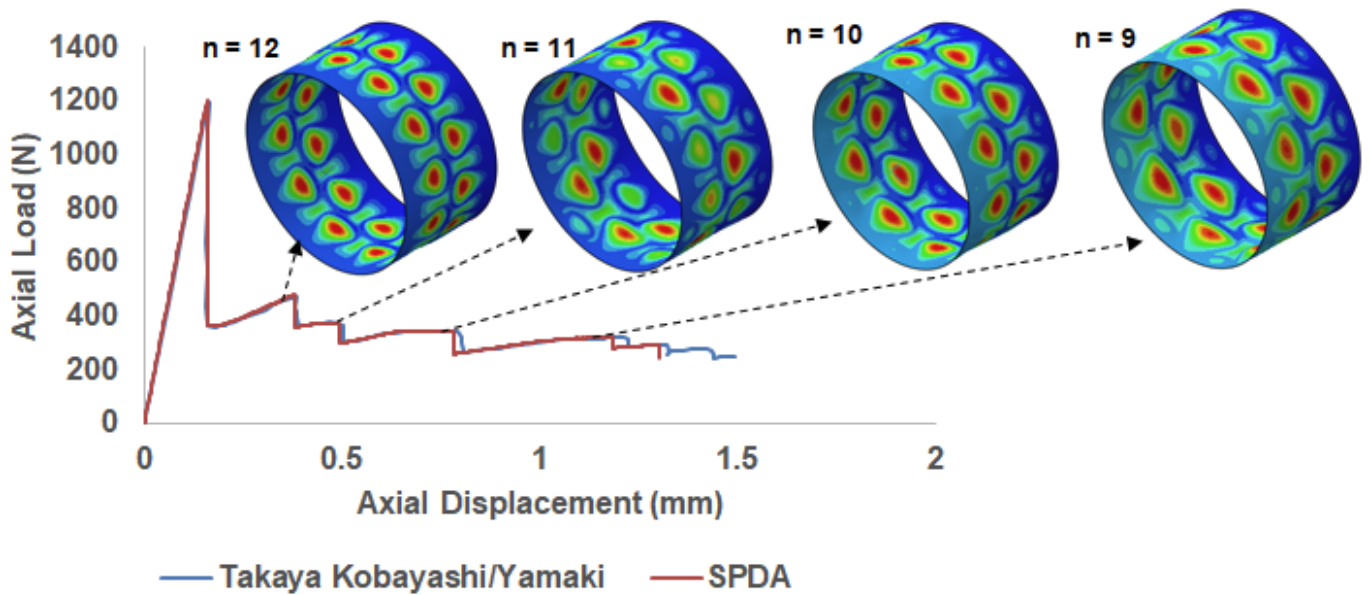 n = 12
n = 11
n = 10
n = 9
1400
1200
1000
800
600
400
200
0
Axial Load (N)
0 0.5 1 1.5 2
Axial Displacement (mm)
Takaya Kobayashi/Yamaki SPDA